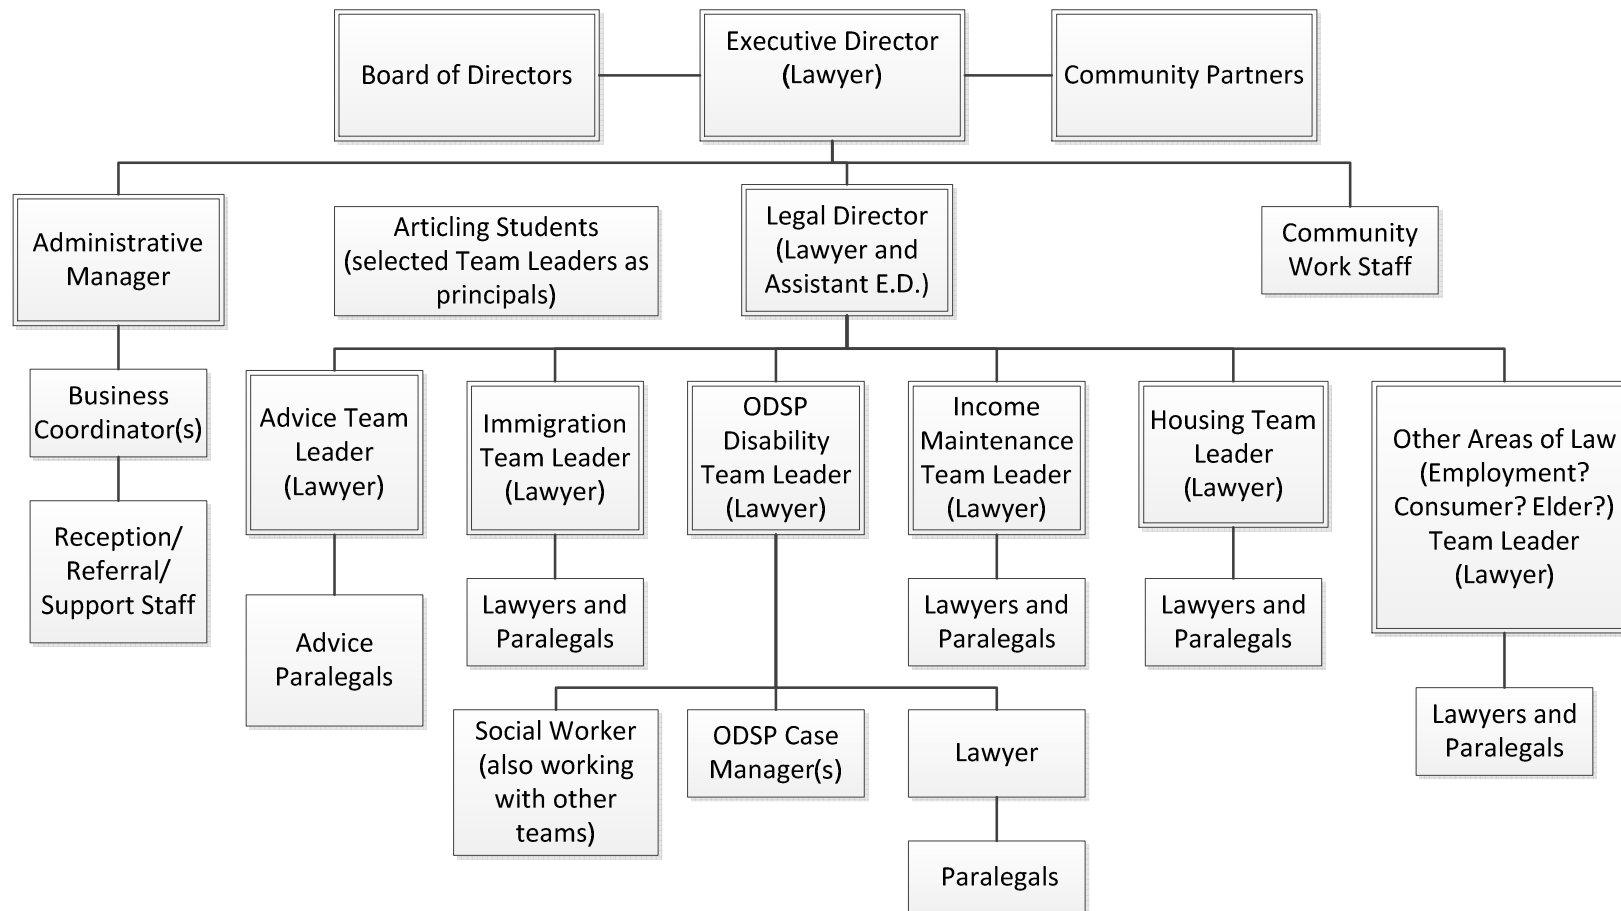 Board of Directors
Executive Director
(Lawyer)
Community Partners
Administrative
Manager
Articling Students
(selected Team Leaders as
principals)
Legal Director
(Lawyer and
Assistant E.D.)
Community
Work Staff
Business
Coordinator(s)
Reception/
Referral/
Support Staff
Advice Team
Leader
(Lawyer)
Advice
Paralegals
Immigration
Team Leader
(Lawyer)
Lawyers and
Paralegals
ODSP
Disability
Team Leader
(Lawyer)
Social Worker
(also working
with other
teams)
ODSP Case
Manager(s)
Lawyer
Paralegals
Income
Maintenance
Team Leader
(Lawyer)
Lawyers and
Paralegals
Housing Team
Leader
(Lawyer)
Lawyers and
Paralegals
Other Areas of Law
(Employment?
Consumer? Elder?)
Team Leader
(Lawyer)
Lawyers and
Paralegals